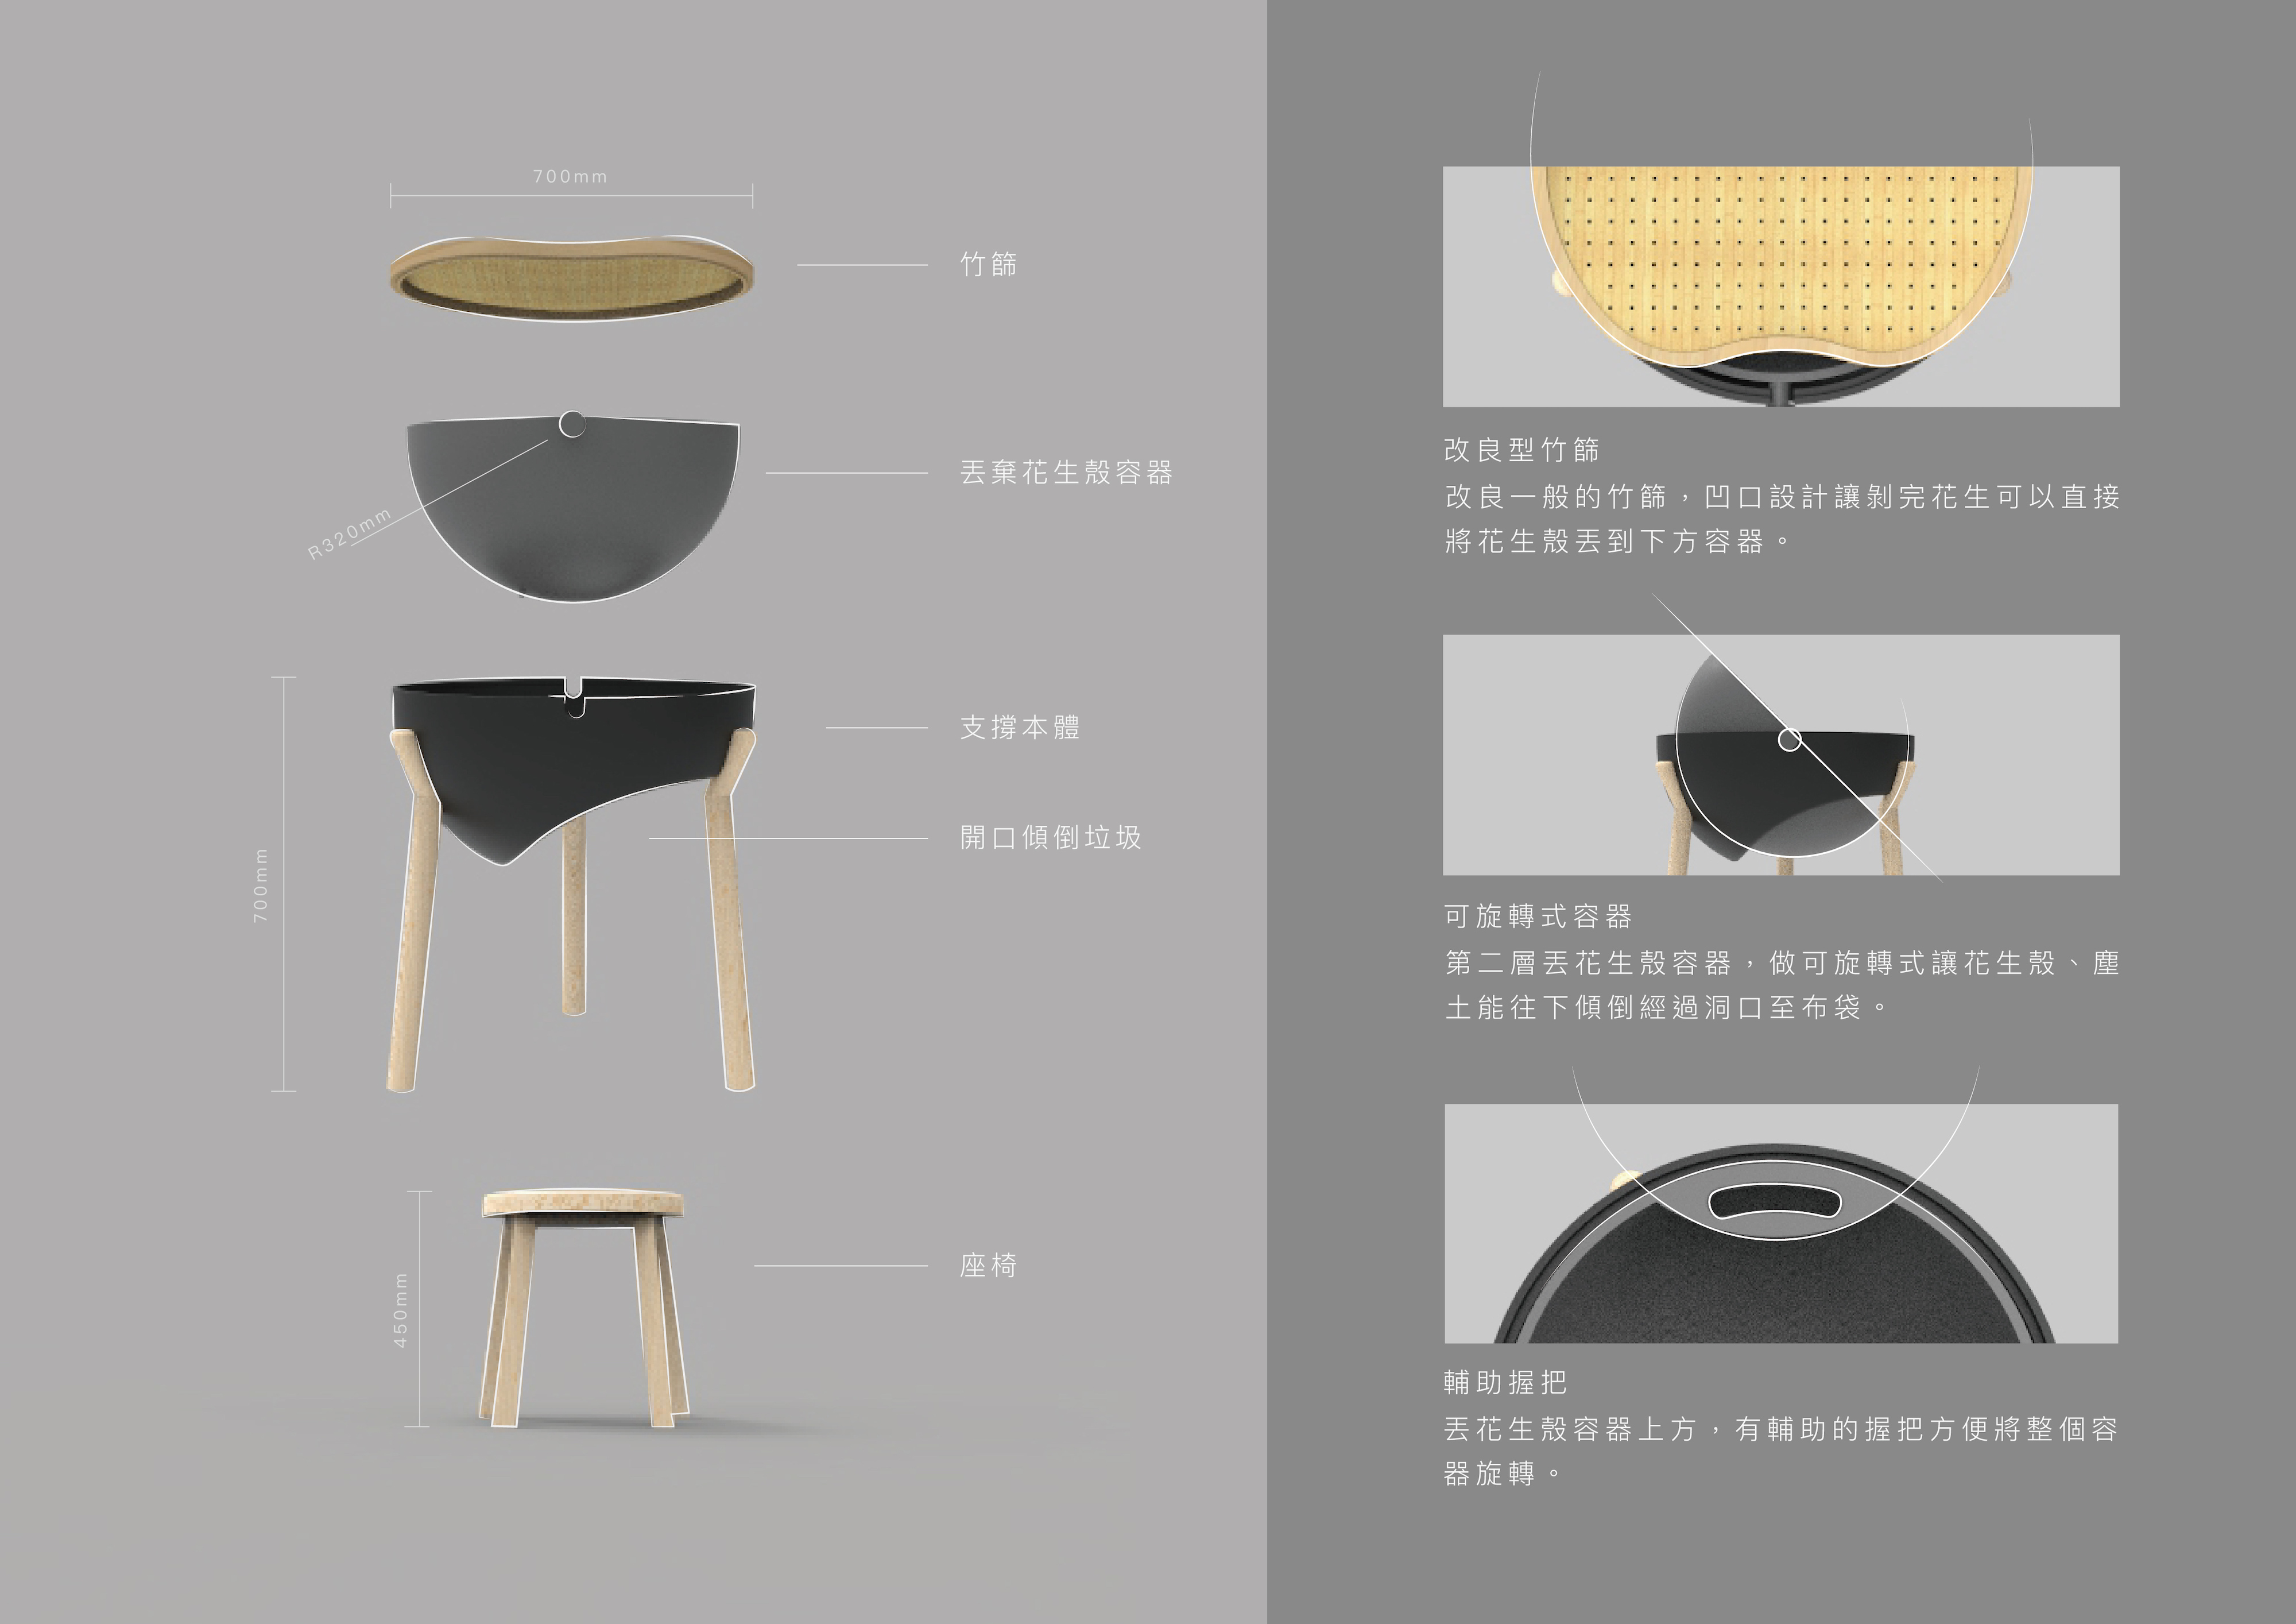 700mm
竹篩
R320mm
丟棄花生殼容器
支撐本體
開口傾倒垃圾
700mm
座椅
450mm
改良型竹篩
改良一般的竹篩，凹口設計讓剝完花生可以直接
將花生殼丟到下方容器。
可旋轉式容器
第二層丟花生殼容器，做可旋轉式讓花生殼、塵
土能往下傾倒經過洞口至布袋。
輔助握把
丟花生殼容器上方，有輔助的握把方便將整個容
器旋轉。